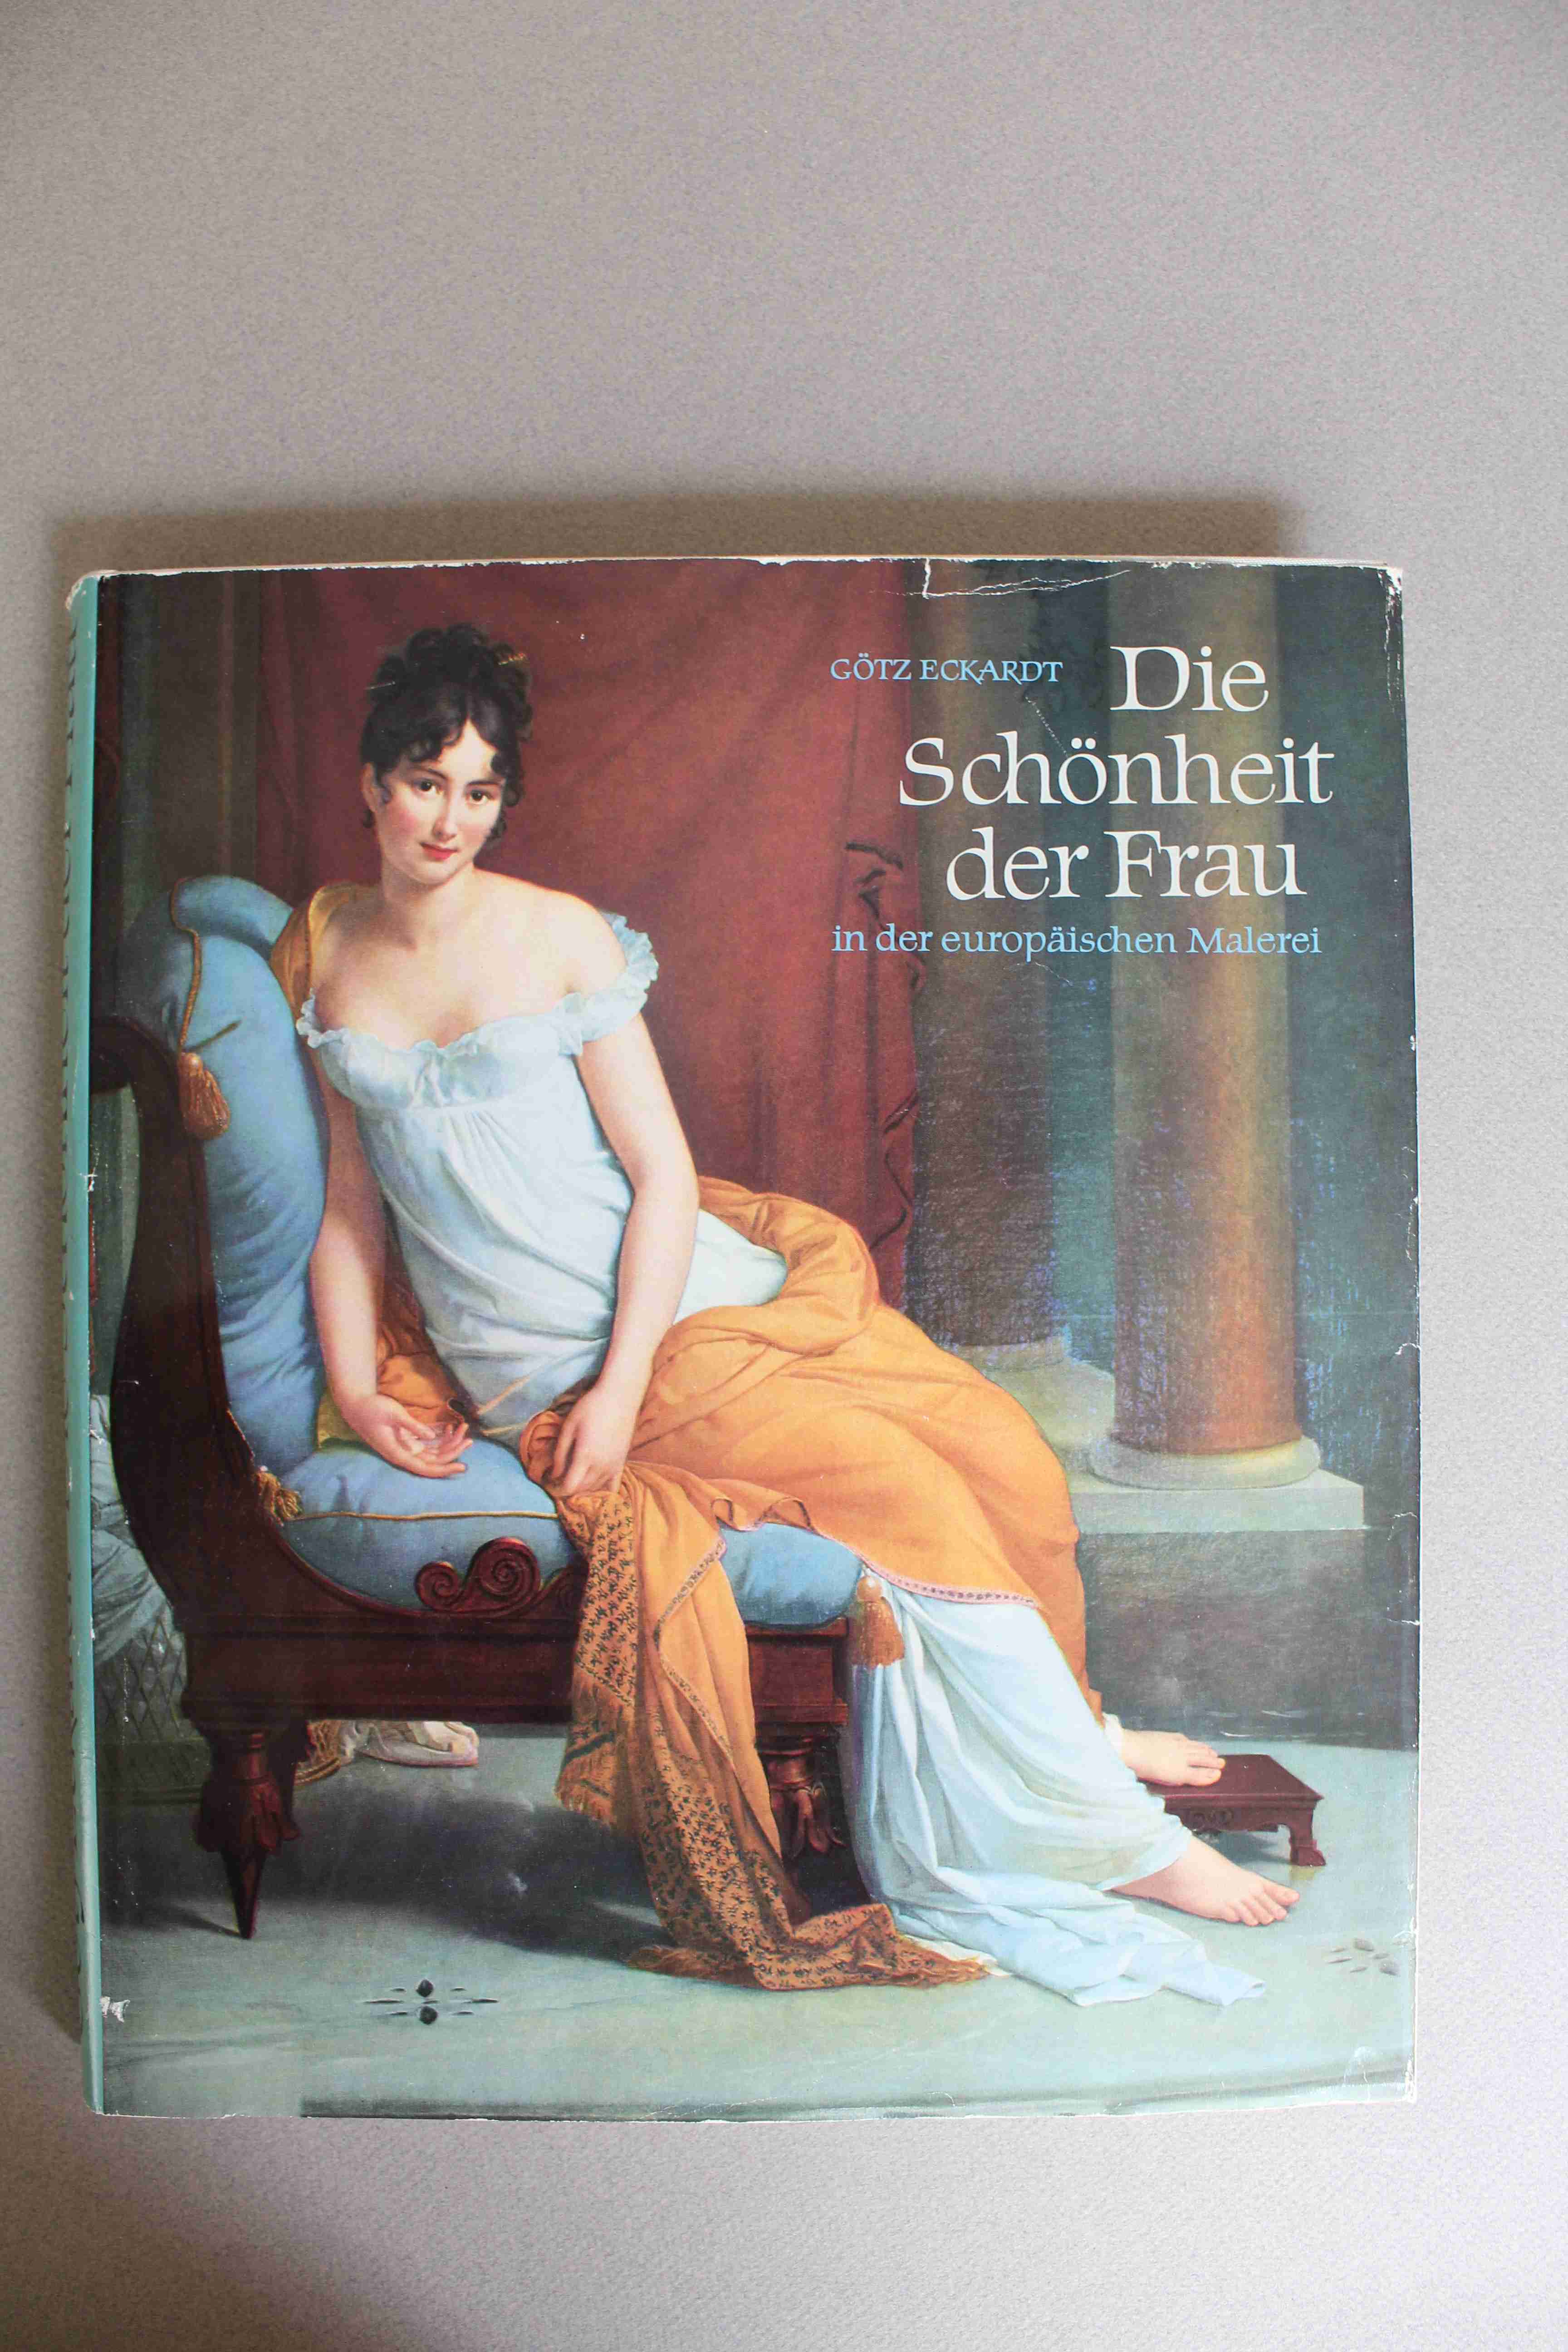 GÖTZ ECKARDT
Die
Schönheit
der Frau
in der europäischen Malerei